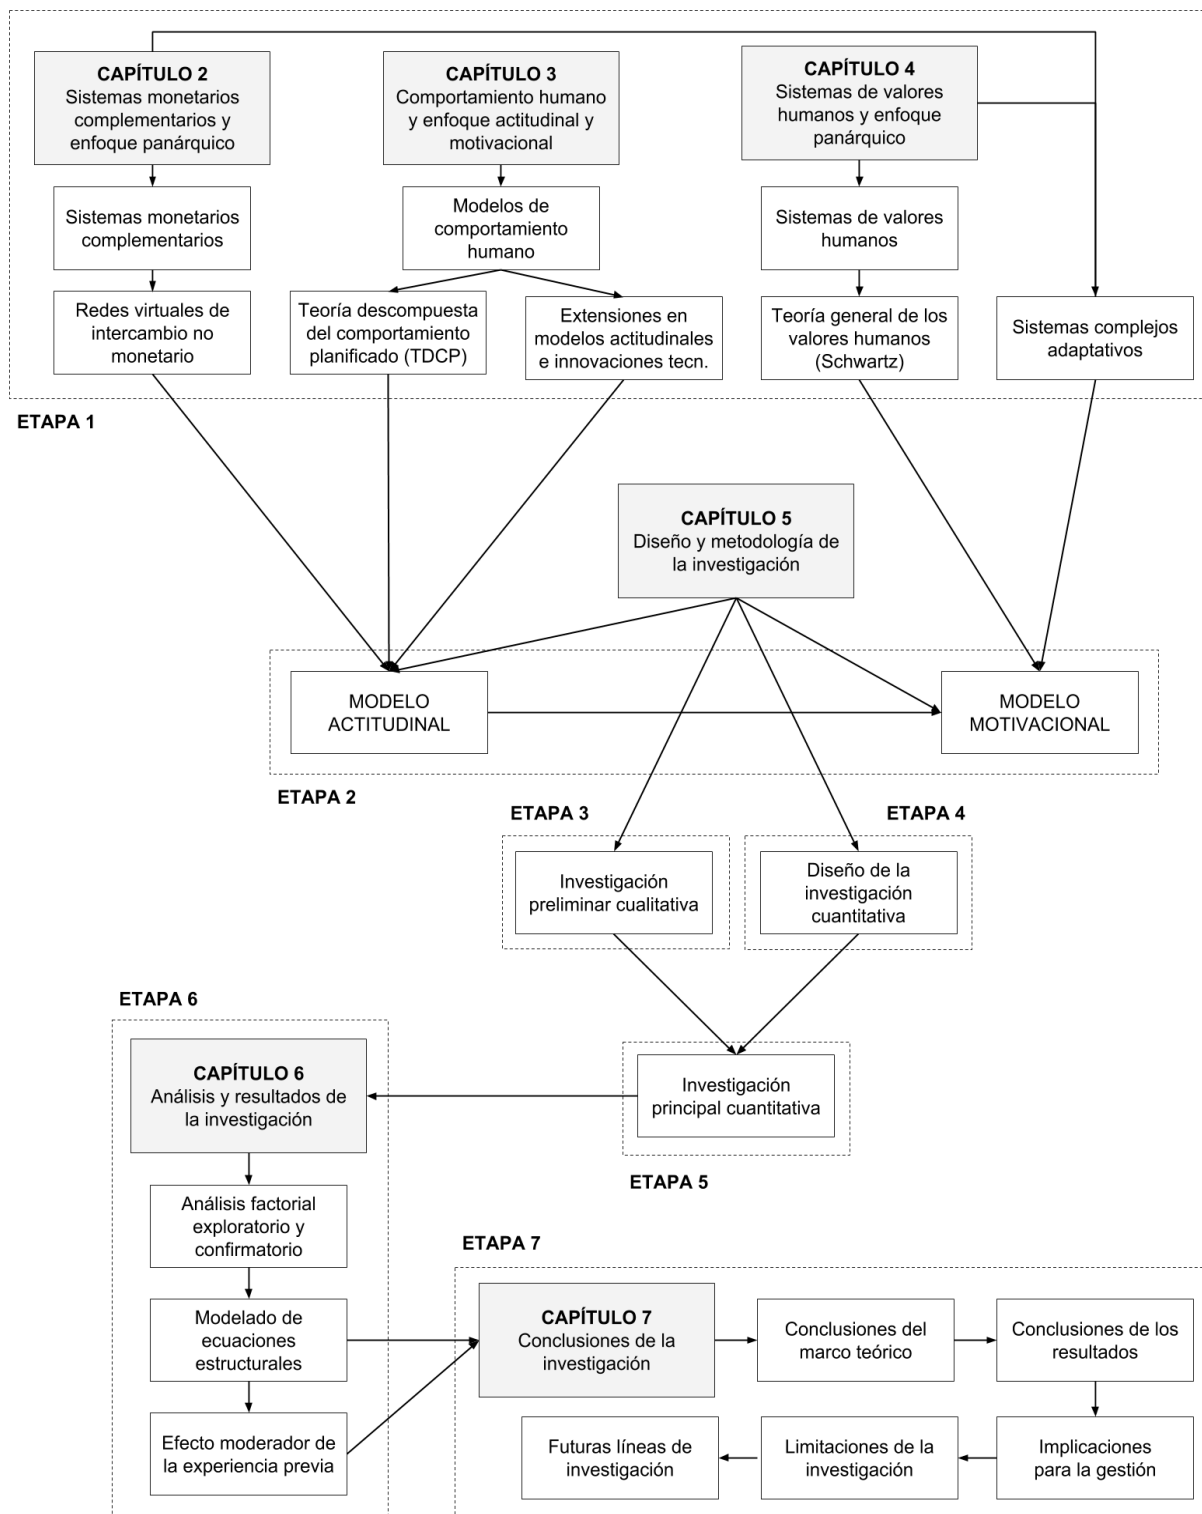 CAPÍTULO 2
Sistemas monetarios
complementarios y
enfoque panárquico
CAPÍTULO 3
Comportamiento humano
y enfoque actitudinal y
motivacional
CAPÍTULO 4
Sistemas de valores
humanos y enfoque
panárquico
Sistemas monetarios
complementarios
Modelos de
comportamiento
humano
Sistemas de valores
humanos
Redes virtuales de
intercambio no
monetario
Teoría descompuesta
del comportamiento
planificado (TDCP)
Extensiones en
modelos actitudinales
e innovaciones tecn.
Teoría general de los
valores humanos
(Schwartz)
Sistemas complejos
adaptativos
ETAPA 1
CAPÍTULO 5
Diseño y metodología de
la investigación
MODELO
ACTITUDINAL
MODELO
MOTIVACIONAL
ETAPA 2
ETAPA 3
ETAPA 4
Investigación
preliminar cualitativa
Diseño de la
investigación
cuantitativa
ETAPA 6
CAPÍTULO 6
Análisis y resultados de
la investigación
Investigación
principal cuantitativa
ETAPA 5
Análisis factorial
exploratorio y
confirmatorio
ETAPA 7
Modelado de
ecuaciones
estructurales
CAPÍTULO 7
Conclusiones de la
investigación
Conclusiones del
marco teórico
Conclusiones de los
resultados
Efecto moderador de
la experiencia previa
Futuras líneas de
investigación
Limitaciones de la
investigación
Implicaciones
para la gestión